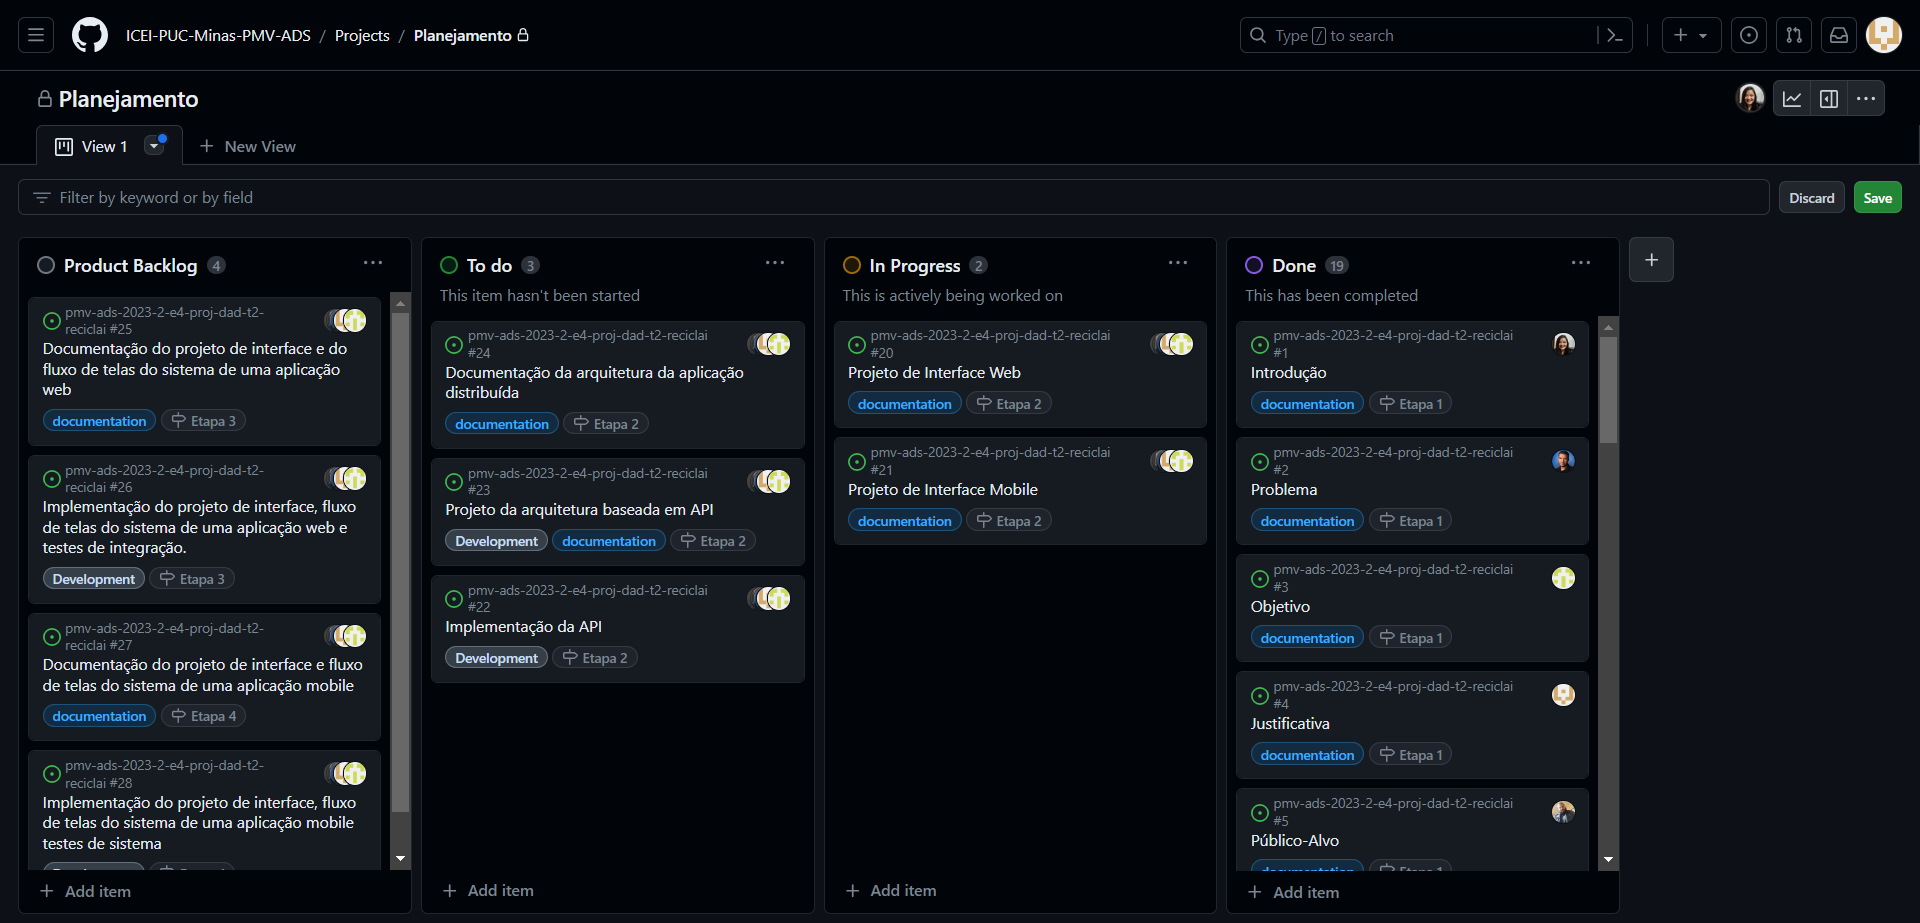 ICEI-PUC-Minas-PMV-ADS / Projects / Planejamento
Type / to search
Planejamento
View 1
New View
Filter by keyword or by field
Discard
Save
Product Backlog 4
pmv-ads-2023-2-e4-proj-dad-t2-
reciclai #25
Documentação do projeto de interface e do
fluxo de telas do sistema de uma aplicação
web
documentation Etapa 3
pmv-ads-2023-2-e4-proj-dad-t2-
reciclai #26
Implementação do projeto de interface, fluxo
de telas do sistema de uma aplicação web e
testes de integração.
Development Etapa 3
pmv-ads-2023-2-e4-proj-dad-t2-
reciclai #27
Documentação do projeto de interface e fluxo
de telas do sistema de uma aplicação mobile
documentation Etapa 4
pmv-ads-2023-2-e4-proj-dad-t2-
reciclai #28
Implementação do projeto de interface, fluxo
de telas do sistema de uma aplicação mobile
testes de sistema
Add item
To do 3
This item hasn't been started
pmv-ads-2023-2-e4-proj-dad-t2-reciclai
#24
Documentação da arquitetura da aplicação
distribuída
documentation Etapa 2
pmv-ads-2023-2-e4-proj-dad-t2-reciclai
#23
Projeto da arquitetura baseada em API
Development documentation Etapa 2
pmv-ads-2023-2-e4-proj-dad-t2-reciclai
#22
Implementação da API
Development Etapa 2
Add item
In Progress 2
This is actively being worked on
pmv-ads-2023-2-e4-proj-dad-t2-reciclai
#20
Projeto de Interface Web
documentation Etapa 2
pmv-ads-2023-2-e4-proj-dad-t2-reciclai
#21
Projeto de Interface Mobile
documentation Etapa 2
Add item
Done 19
This has been completed
pmv-ads-2023-2-e4-proj-dad-t2-reciclai
#1
Introdução
documentation Etapa 1
pmv-ads-2023-2-e4-proj-dad-t2-reciclai
#2
Problema
documentation Etapa 1
pmv-ads-2023-2-e4-proj-dad-t2-reciclai
#3
Objetivo
documentation Etapa 1
pmv-ads-2023-2-e4-proj-dad-t2-reciclai
#4
Justificativa
documentation Etapa 1
pmv-ads-2023-2-e4-proj-dad-t2-reciclai
#5
Público-Alvo
documentation Etapa 1
Add item